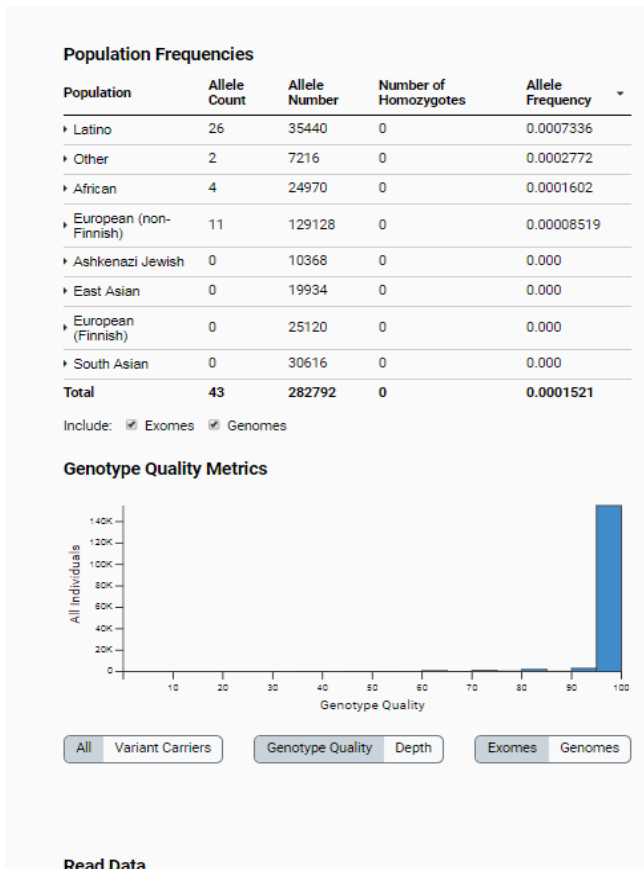 Population Frequencies
Population Allele Count Allele Number Number of Homozygotes Allele Frequency
Latino 26 35440 0 0.0007336
Other 2 7216 0 0.0002772
African 4 24970 0 0.0001602
European (non-Finnish) 11 129128 0 0.00008519
Ashkenazi Jewish 0 10368 0 0.000
East Asian 0 19934 0 0.000
European (Finnish) 0 25120 0 0.000
South Asian 0 30616 0 0.000
Total 43 282792 0 0.0001521
Include: Exomes Genomes
Genotype Quality Metrics
All Individuals
140K
120K
100K
80K
60K
40K
20K
0
10 20 30 40 50 60 70 80 90 100
Genotype Quality
All Variant Carriers Genotype Quality Depth Exomes Genomes
Read Data